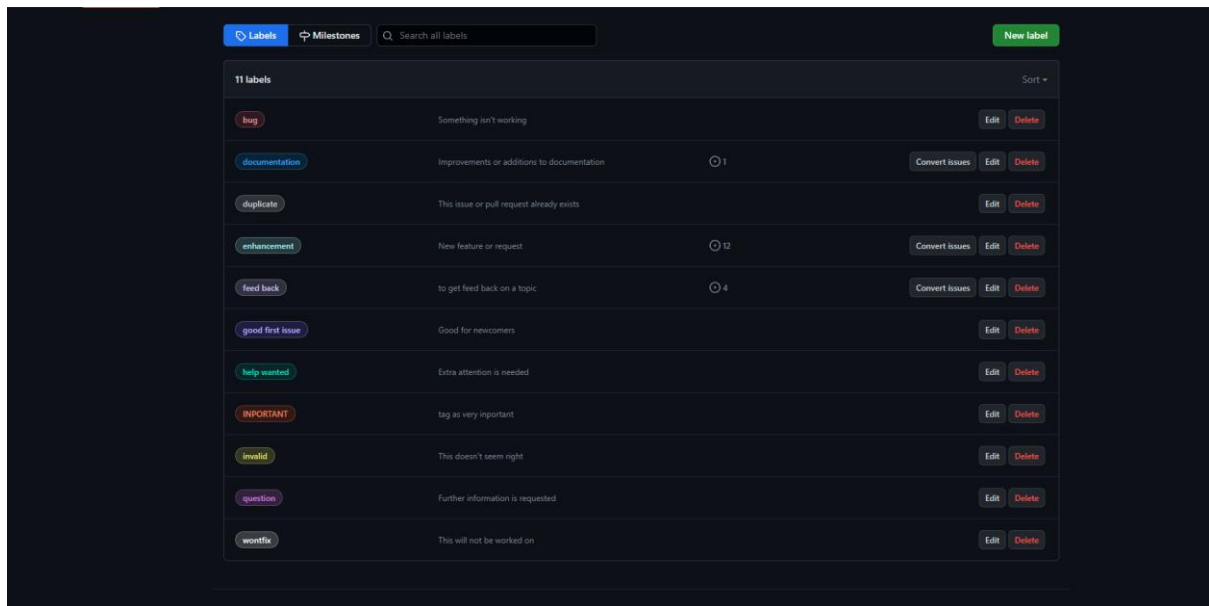 Labels Milestones Search all labels New label
11 labels Sort
bug Something isn't working Edit Delete
documentation Improvements or additions to documentation 1 Convert issues Edit Delete
duplicate This issue or pull request already exists Edit Delete
enhancement New feature or request 12 Convert issues Edit Delete
feed back to get feed back on a topic 4 Convert issues Edit Delete
good first issue Good for newcomers Edit Delete
help wanted Extra attention is needed Edit Delete
INPORTANT tag as very inportant Edit Delete
invalid This doesn't seem right Edit Delete
question Further information is requested Edit Delete
wontfix This will not be worked on Edit Delete